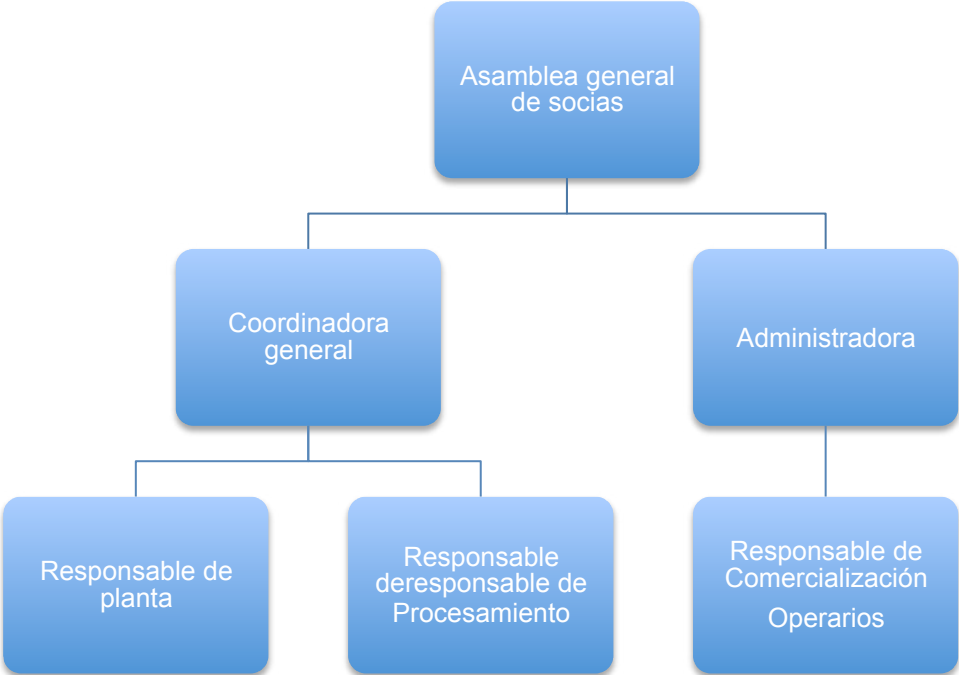 Asamblea general
de socias
Coordinadora
general
Administradora
Responsable de
planta
Responsable
deresponsable de
Procesamiento
Responsable de
Comercialización
Operarios